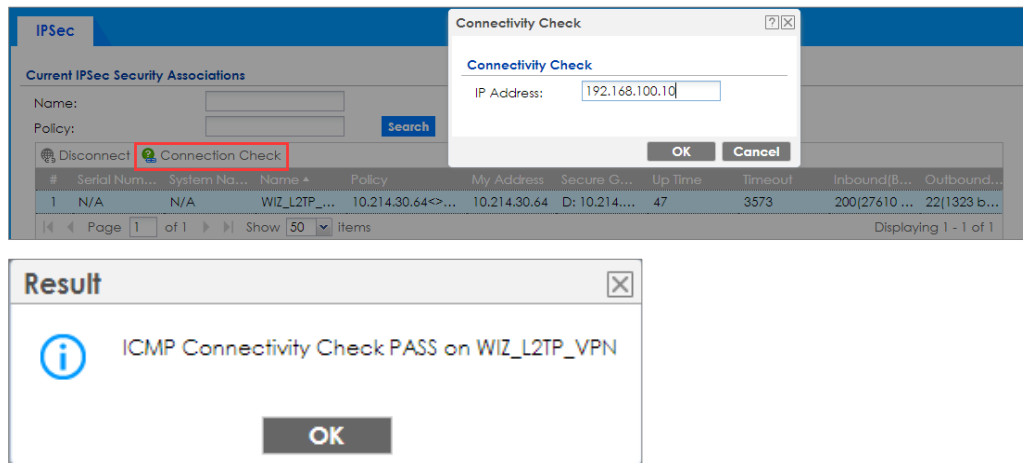 IPSec
Connectivity Check
Current IPSec Security Associations
Connectivity Check
Name:
IP Address: 192.168.100.10
Policy:
Search
Disconnect Connection Check
OK Cancel
# Serial Num... System Na... Name Policy My Address Secure G... Up Time Timeout Inbound(B... Outbound...
1 N/A N/A WIZ_L2TP_... 10.214.30.64<>... 10.214.30.64 D: 10.214.... 47 3573 200(27610 ... 22(1323 b...
Page 1 of 1 Show 50 items Displaying 1 - 1 of 1
Result
ICMP Connectivity Check PASS on WIZ_L2TP_VPN
OK